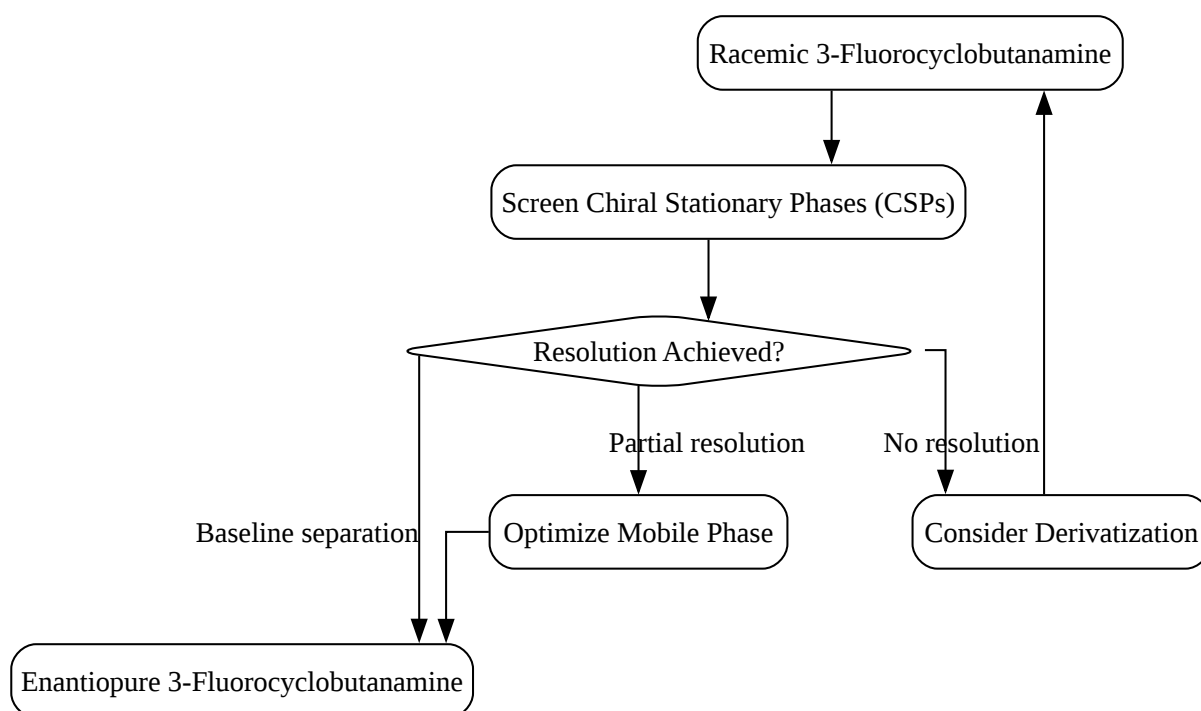 Racemic 3-Fluorocyclobutanamine
Screen Chiral Stationary Phases (CSPs)
Resolution Achieved?
Partial resolution
No resolution
Baseline separation
Optimize Mobile Phase
Consider Derivatization
Enantiopure 3-Fluorocyclobutanamine